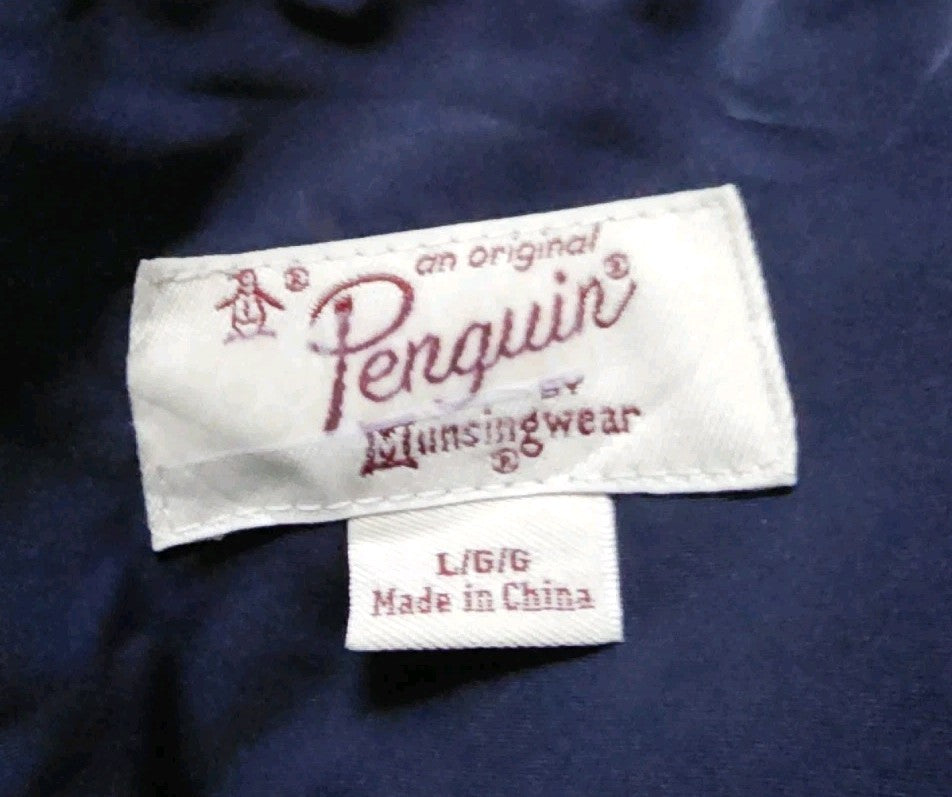 ® an original
Penguin®
BY
Munsingwear
®
L/G/G
Made in China